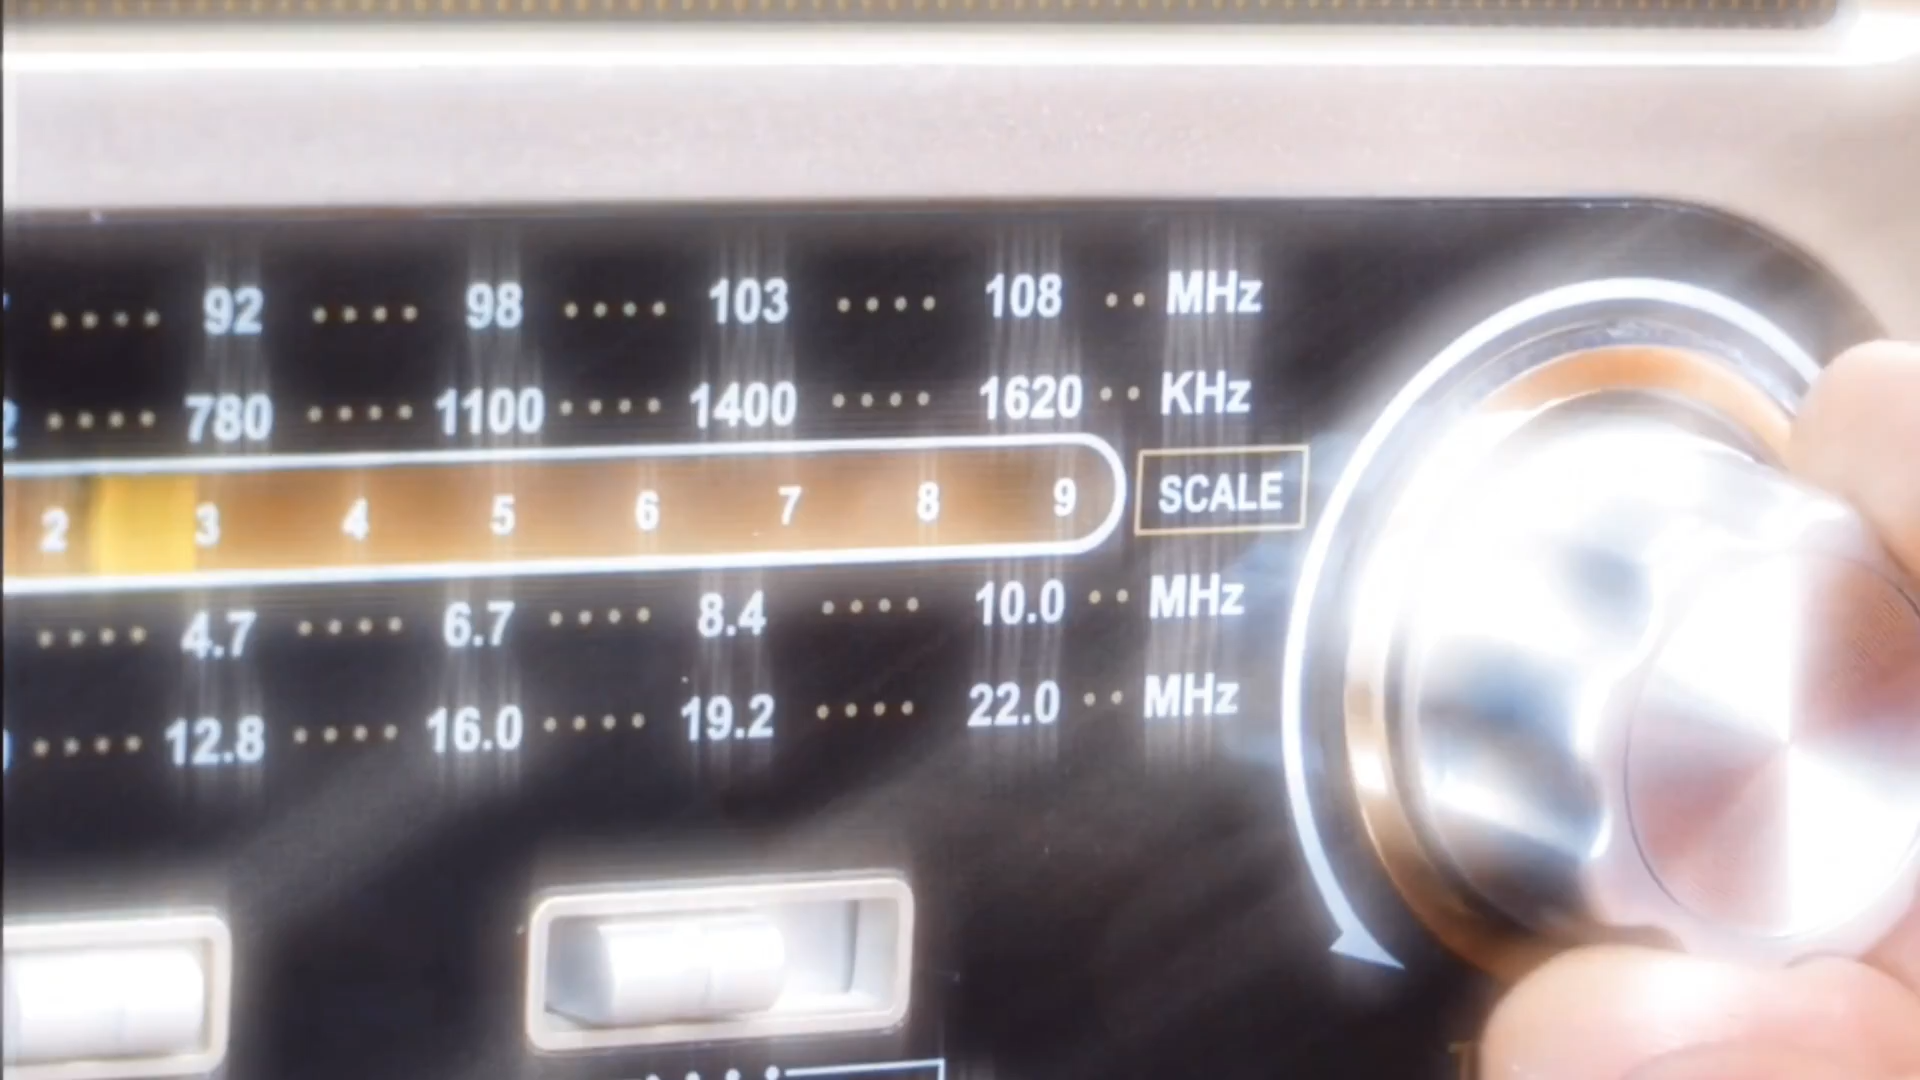 .... 92 .... 98 .... 103 .... 108 .. MHz
.... 780 .... 1100 .... 1400 .... 1620 .. KHz
2 3 4 5 6 7 8 9 SCALE
.... 4.7 .... 6.7 .... 8.4 .... 10.0 .. MHz
.... 12.8 .... 16.0 .... 19.2 .... 22.0 .. MHz